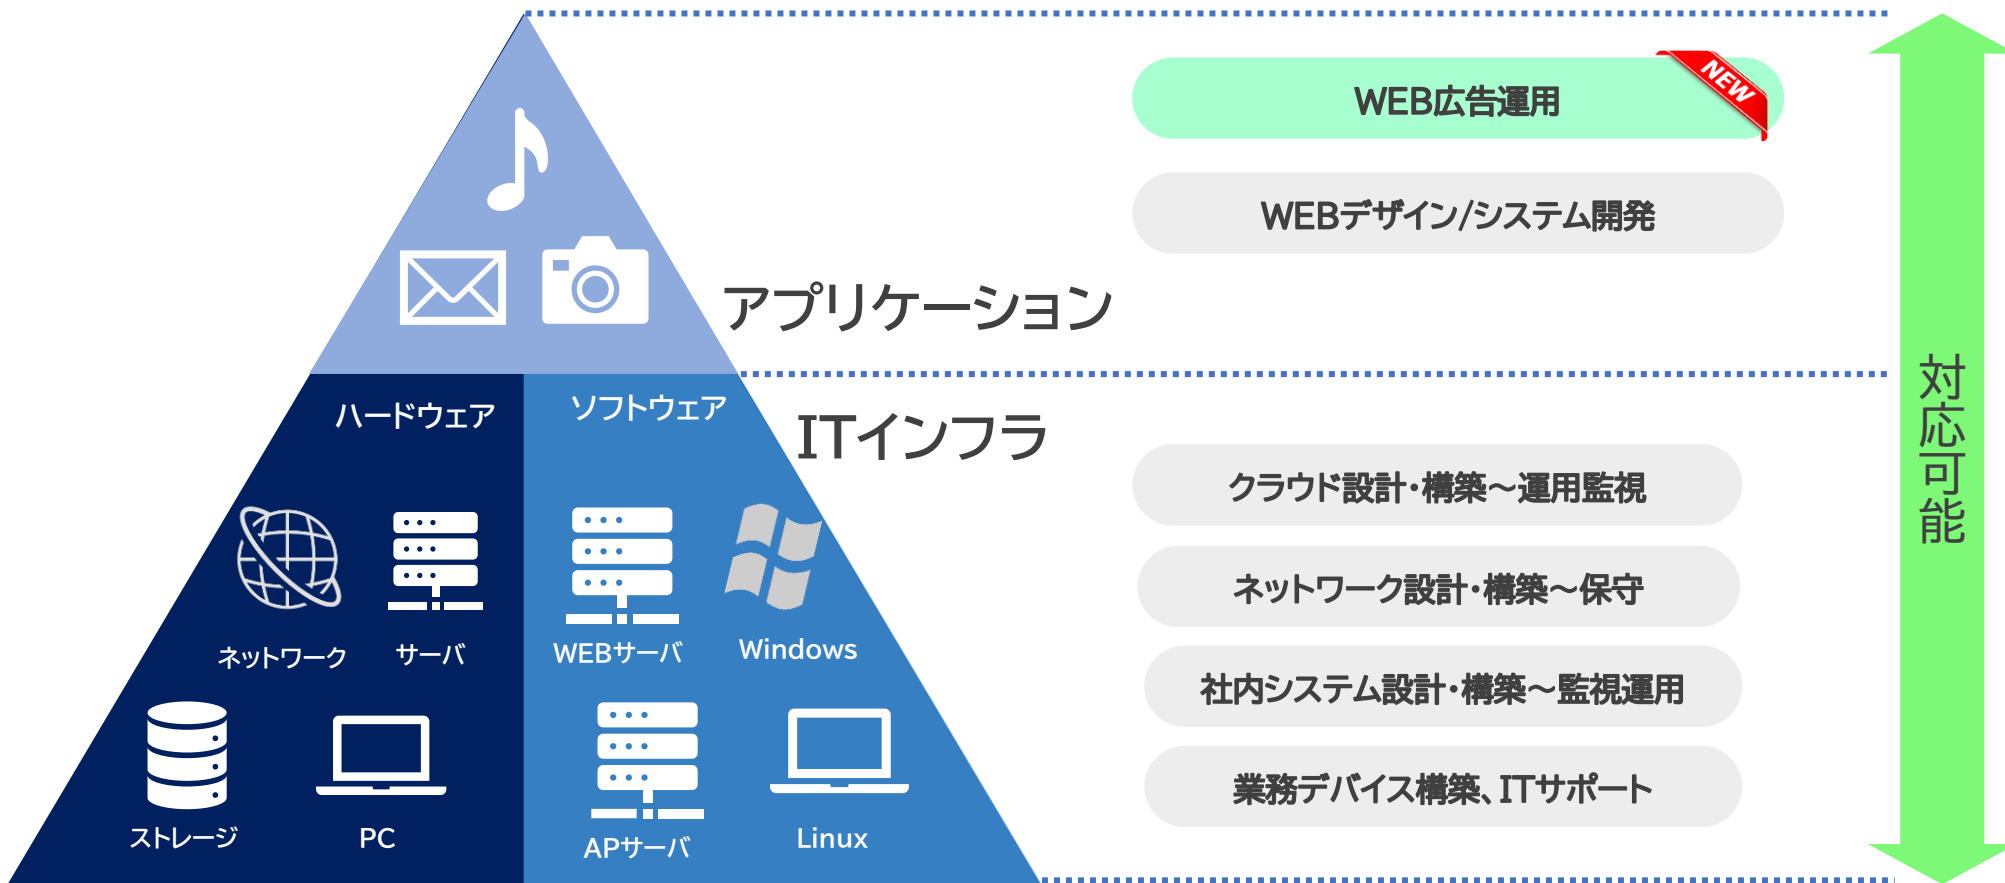 WEB広告運用
NEW
WEBデザイン/システム開発
アプリケーション
ハードウェア
ソフトウェア
ITインフラ
対応可能
クラウド設計・構築～運用監視
ネットワーク設計・構築～保守
ネットワーク
サーバ
WEBサーバ
Windows
社内システム設計・構築～監視運用
業務デバイス構築、ITサポート
ストレージ
PC
APサーバ
Linux